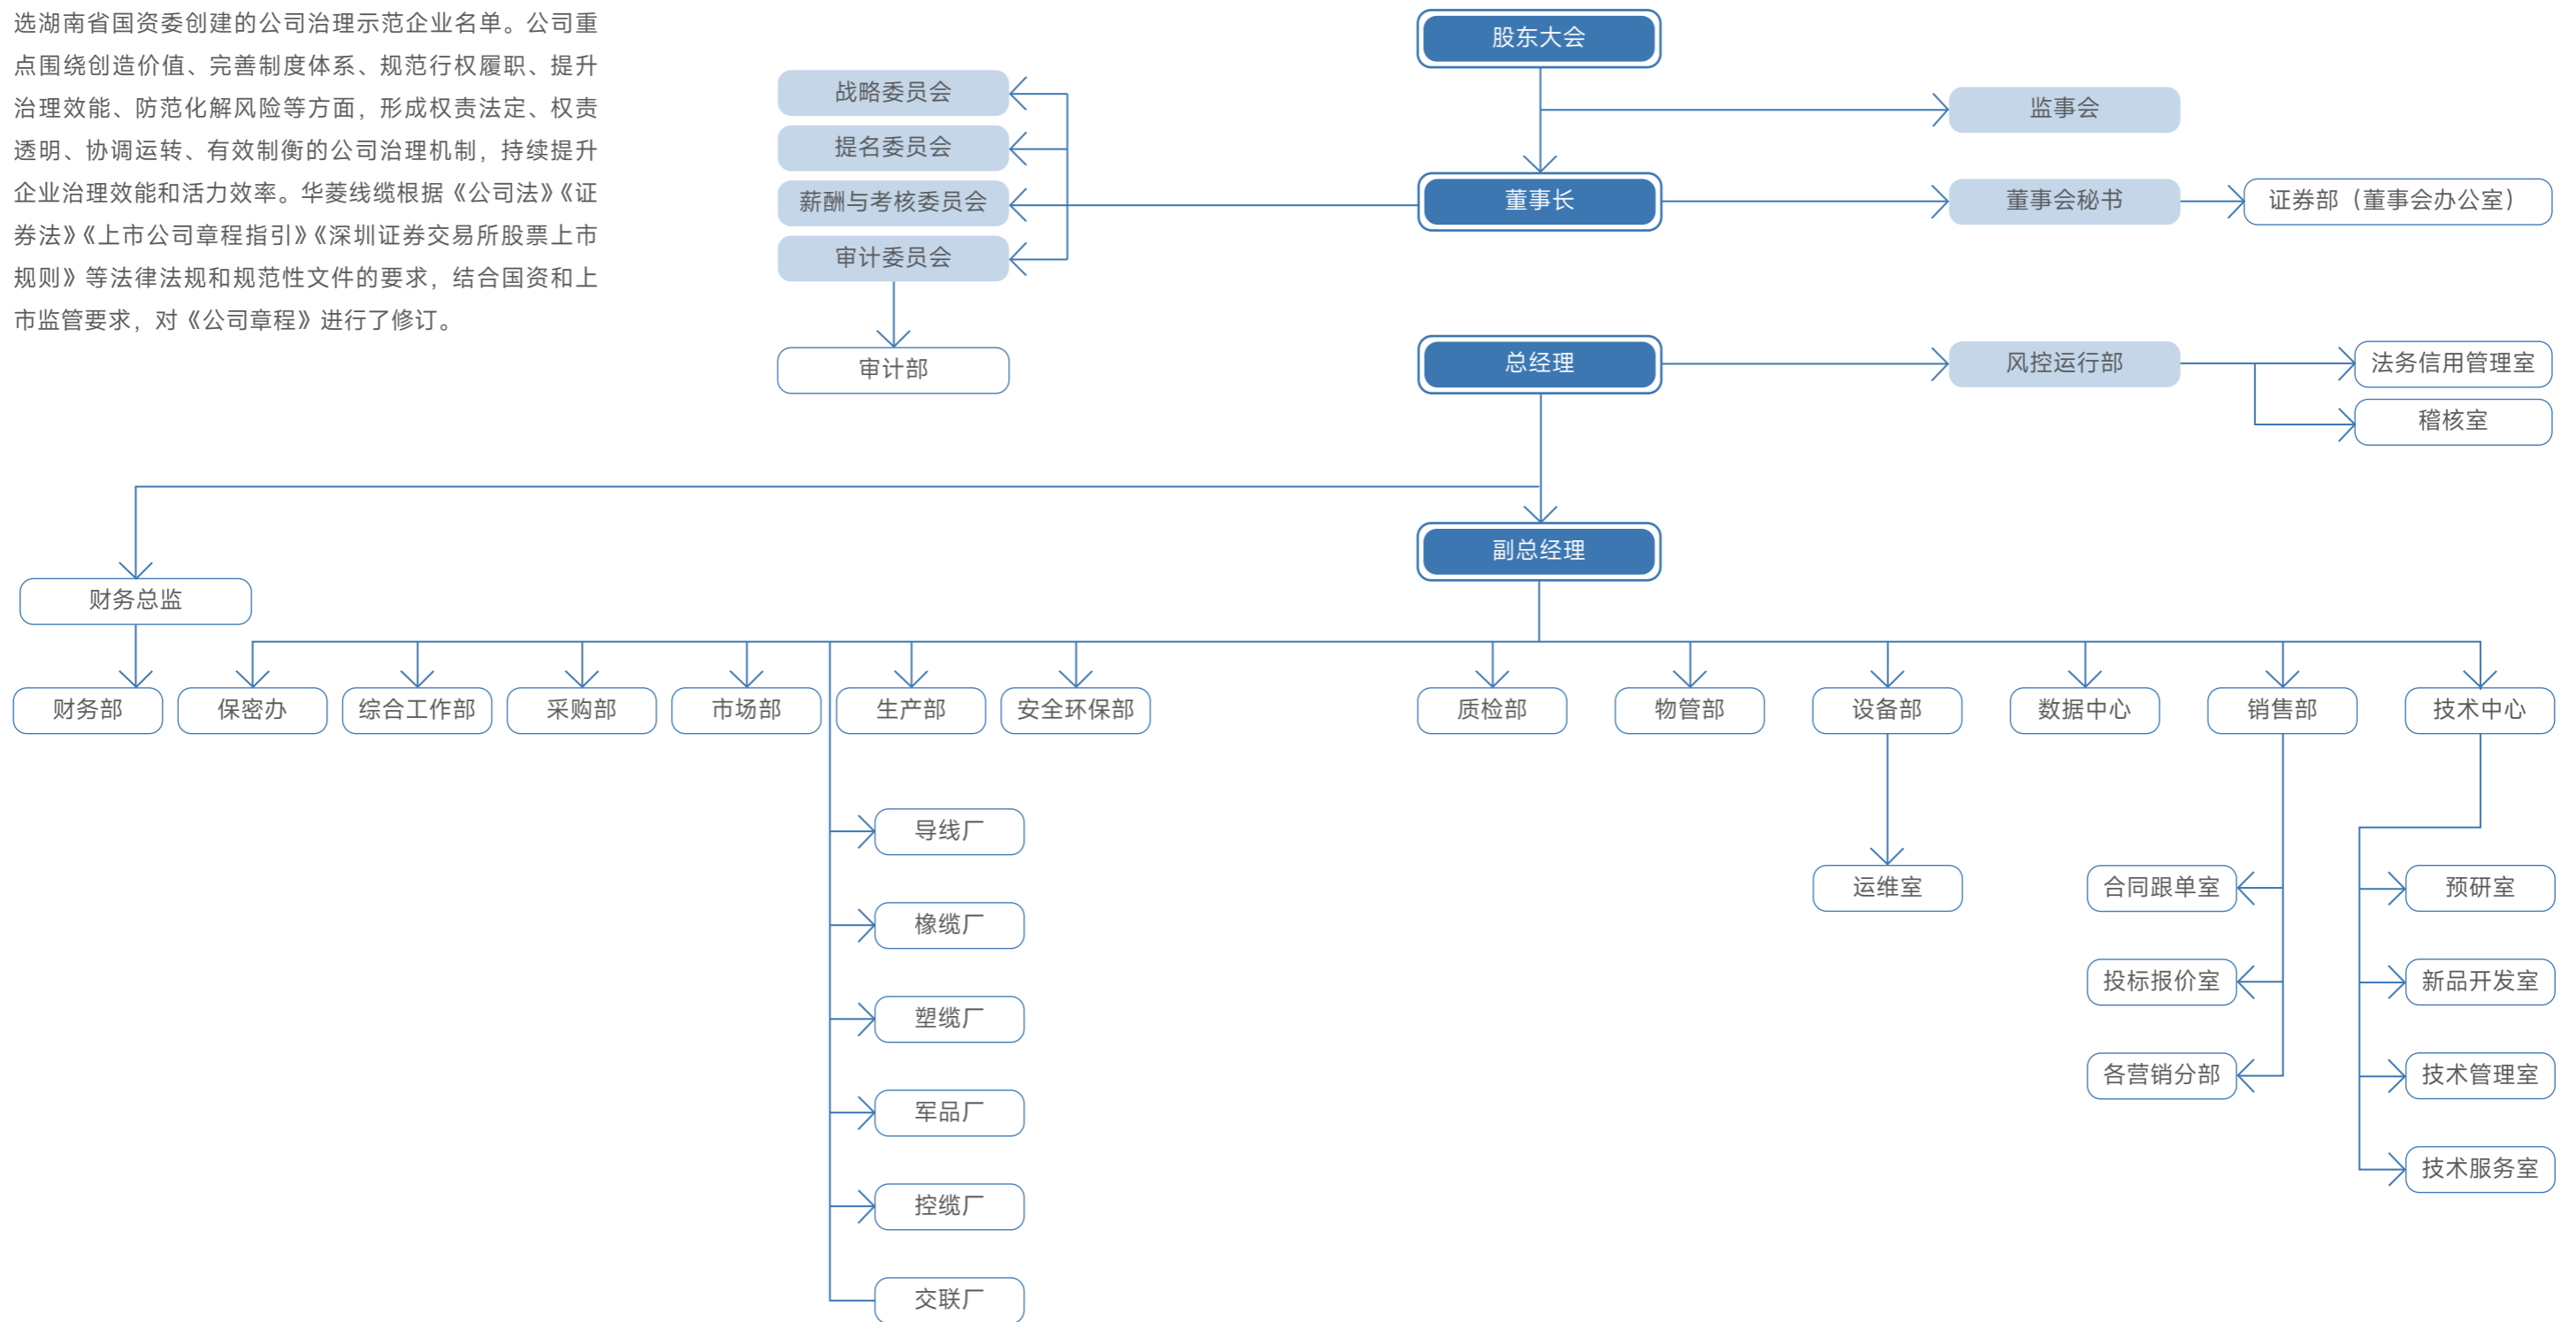 选湖南省国资委创建的公司治理示范企业名单。公司重
点围绕创造价值、完善制度体系、规范行权履职、提升
治理效能、防范化解风险等方面，形成权责法定、权责
透明、协调运转、有效制衡的公司治理机制，持续提升
企业治理效能和活力效率。华菱线缆根据《公司法》《证
券法》《上市公司章程指引》《深圳证券交易所股票上市
规则》等法律法规和规范性文件的要求，结合国资和上
市监管要求，对《公司章程》进行了修订。
股东大会
监事会
战略委员会
提名委员会
薪酬与考核委员会
审计委员会
审计部
董事长
董事会秘书
证券部（董事会办公室）
总经理
风控运行部
法务信用管理室
稽核室
副总经理
财务总监
财务部
保密办
综合工作部
采购部
市场部
生产部
安全环保部
质检部
物管部
设备部
数据中心
销售部
技术中心
导线厂
橡缆厂
塑缆厂
军品厂
控缆厂
交联厂
运维室
合同跟单室
投标报价室
各营销分部
预研室
新品开发室
技术管理室
技术服务室